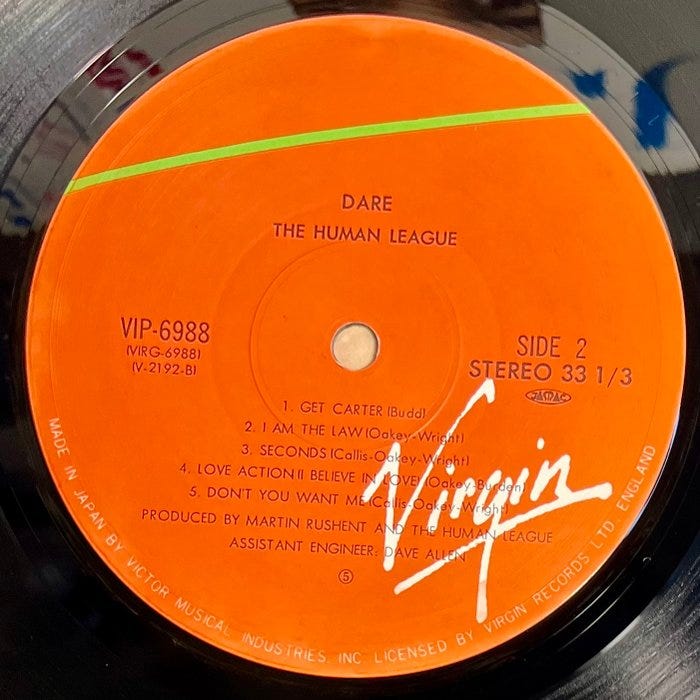 DARE
THE HUMAN LEAGUE
VIP-6988
(VIRG-6988)
(V-2192-B)
SIDE 2
STEREO 33 1/3
JASRAC
1. GET CARTER (Budd)
2. I AM THE LAW (Oakey-Wright)
3. SECONDS (Callis-Oakey-Wright)
4. LOVE ACTION (I BELIEVE IN LOVE) (Oakey-Burden)
5. DON'T YOU WANT ME (Callis-Oakey-Wright)
PRODUCED BY MARTIN RUSHENT AND THE HUMAN LEAGUE
ASSISTANT ENGINEER: DAVE ALLEN
Ⓢ
Virgin
MADE IN JAPAN BY VICTOR MUSICAL INDUSTRIES, INC. LICENSED BY VIRGIN RECORDS LTD. ENGLAND